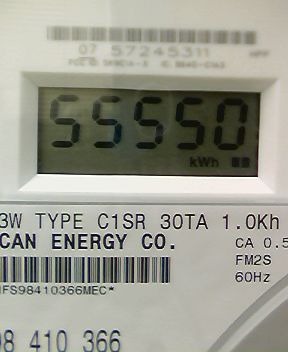 07 57245311
55550
kWh
3W TYPE C1SR 30TA 1.0Kh
CAN ENERGY CO.
CA 0.5
FM2S
60Hz
IFS98410366MEC*
98 410 366